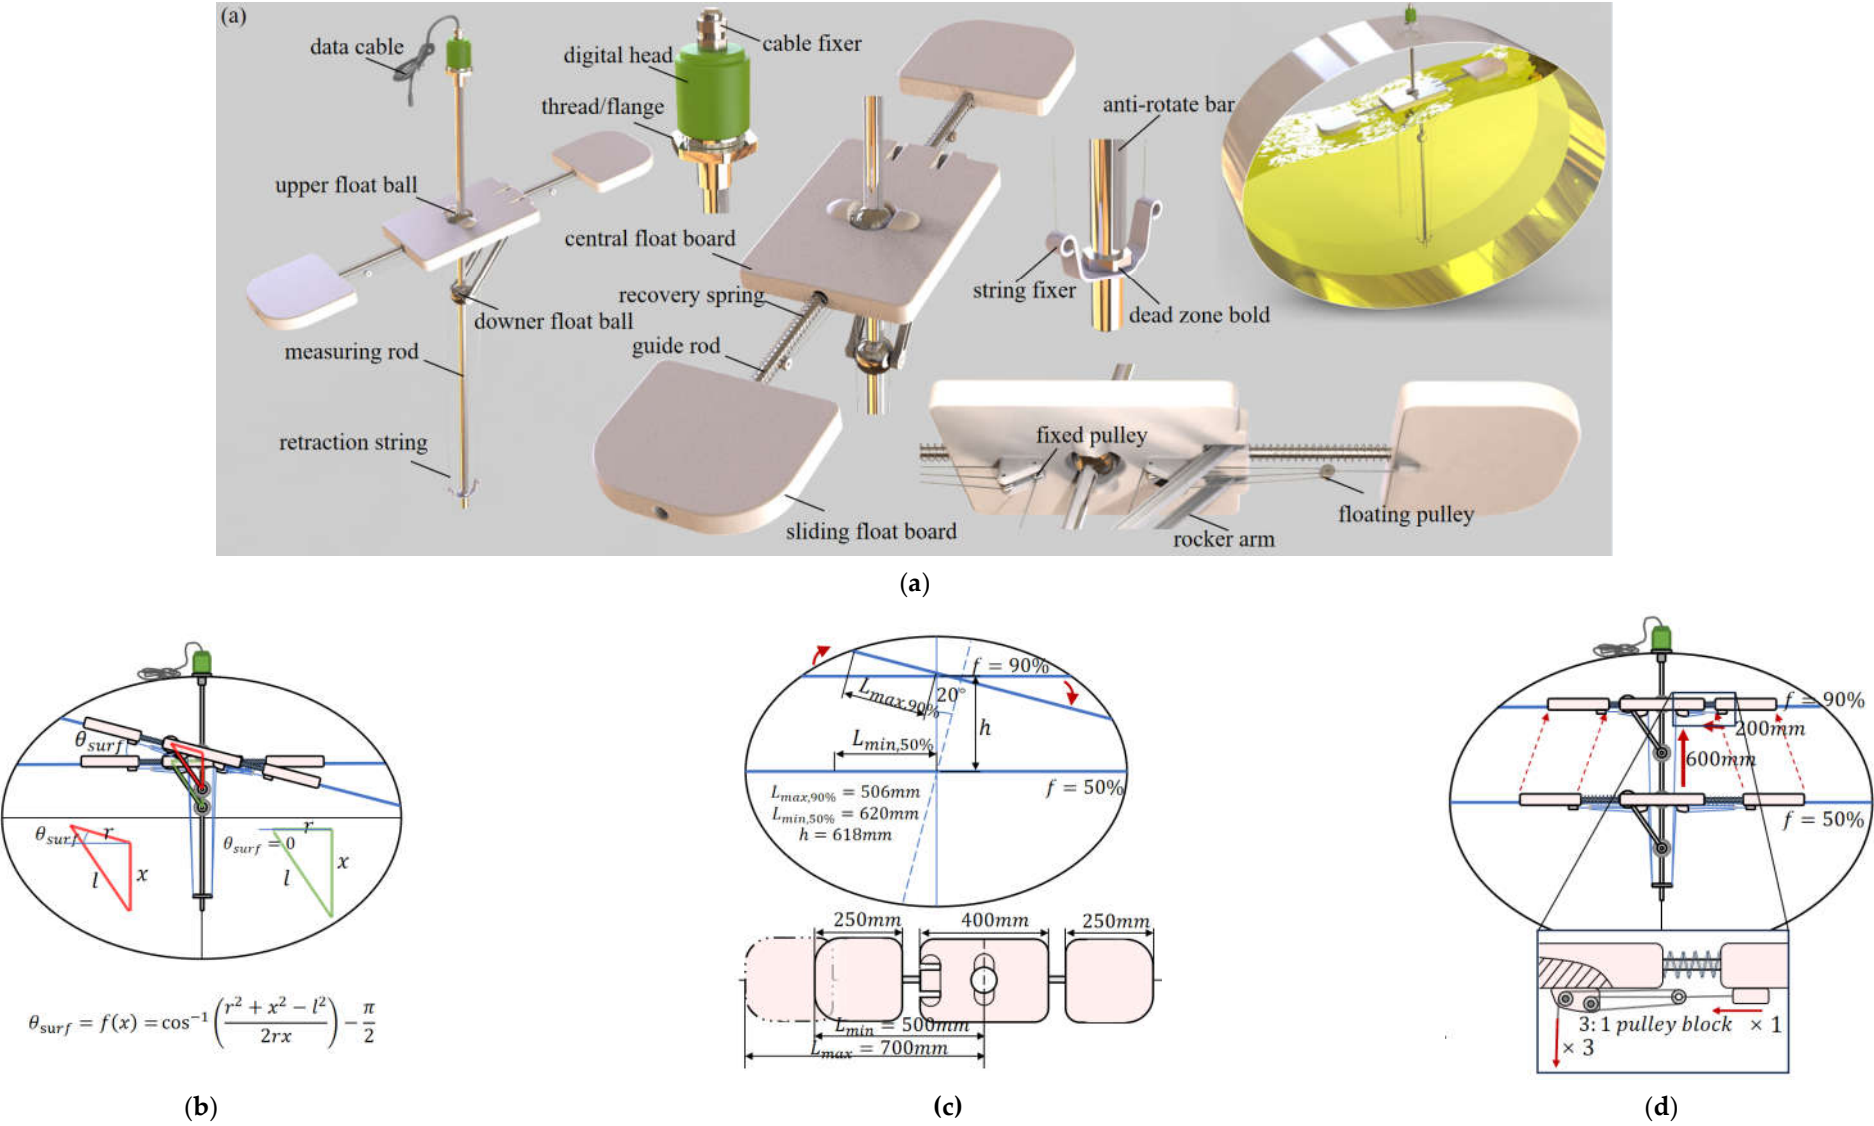 (a)
data cable
digital head
cable fixer
thread/flange
anti-rotate bar
upper float ball
central float board
string fixer
recovery spring
dead zone bold
downer float ball
guide rod
measuring rod
fixed pulley
retraction string
sliding float board
floating pulley
rocker arm
(a)
θsurf
θsurf
r
l
x
θsurf = 0
r
l
x
θsurf = f(x) = cos⁻¹ ( r² + x² − l² / 2rx ) − π / 2
(b)
f = 90%
Lmax,90%
20°
h
Lmin,50%
f = 50%
Lmax,90% = 506mm
Lmin,50% = 620mm
h = 618mm
250mm
400mm
250mm
Lmin = 500mm
Lmax = 700mm
(c)
f = 90%
200mm
600mm
f = 50%
3:1 pulley block
× 1
× 3
(d)